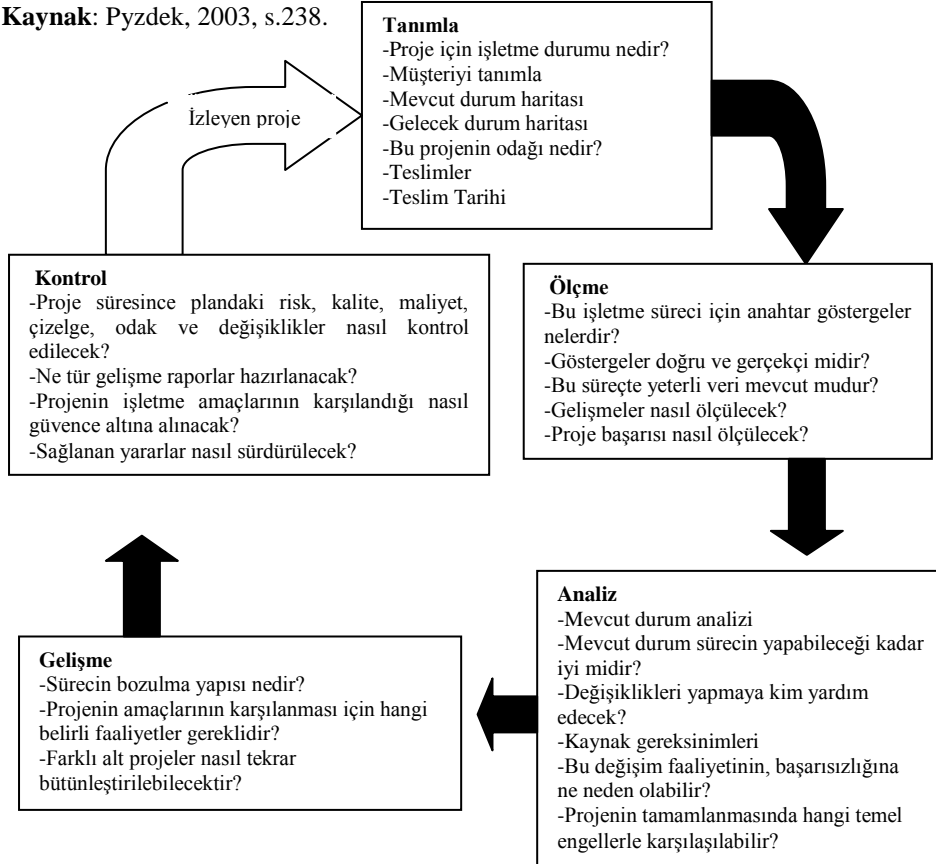 Kaynak: Pyzdek, 2003, s.238.
Tanımla
-Proje için işletme durumu nedir?
-Müşteriyi tanımla
-Mevcut durum haritası
-Gelecek durum haritası
-Bu projenin odağı nedir?
-Teslimler
-Teslim Tarihi
İzleyen proje
Kontrol
-Proje süresince plandaki risk, kalite, maliyet,
çizelge, odak ve değişiklikler nasıl kontrol
edilecek?
-Ne tür gelişme raporlar hazırlanacak?
-Projenin işletme amaçlarının karşılandığı nasıl
güvence altına alınacak?
-Sağlanan yararlar nasıl sürdürülecek?
Ölçme
-Bu işletme süreci için anahtar göstergeler
nelerdir?
-Göstergeler doğru ve gerçekçi midir?
-Bu süreçte yeterli veri mevcut mudur?
-Gelişmeler nasıl ölçülecek?
-Proje başarısı nasıl ölçülecek?
Analiz
-Mevcut durum analizi
-Mevcut durum sürecin yapabileceği kadar
iyi midir?
-Değişiklikleri yapmaya kim yardım
edecek?
-Kaynak gereksinimleri
-Bu değişim faaliyetinin, başarısızlığına
ne neden olabilir?
-Projenin tamamlanmasında hangi temel
engellerle karşılaşılabilir?
Gelişme
-Sürecin bozulma yapısı nedir?
-Projenin amaçlarının karşılanması için hangi
belirli faaliyetler gereklidir?
-Farklı alt projeler nasıl tekrar
bütünleştirilebilecektir?